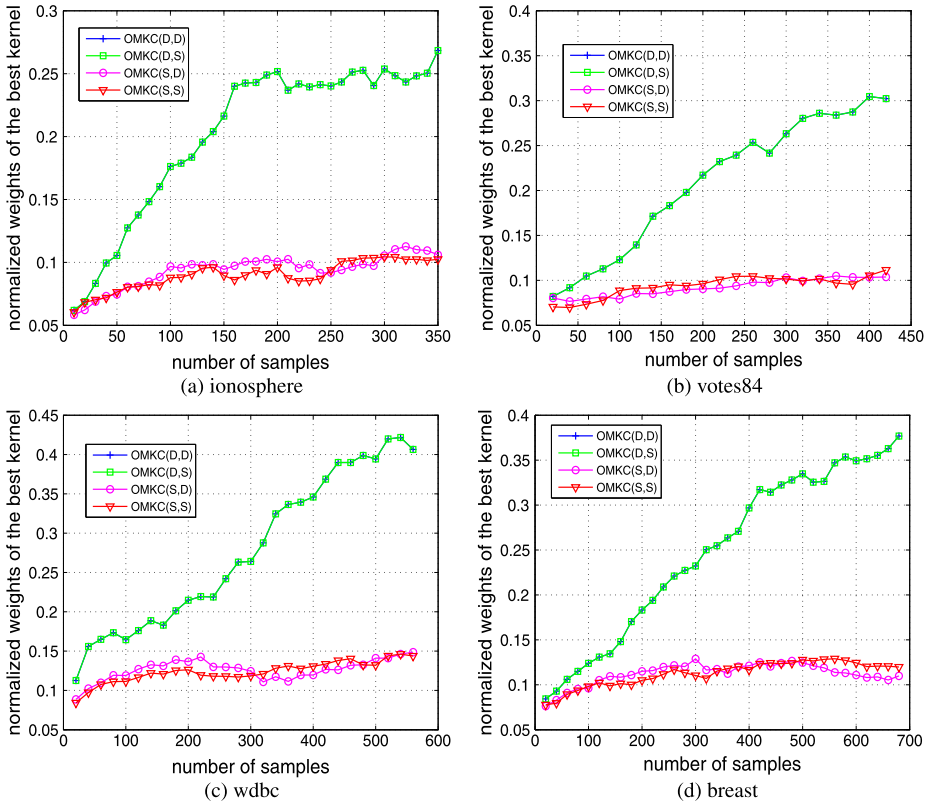 normalized weights of the best kernel
0.3
0.25
0.2
0.15
0.1
0.05
OMKC(D,D)
OMKC(D,S)
OMKC(S,D)
OMKC(S,S)
0 50 100 150 200 250 300 350
number of samples
(a) ionosphere
normalized weights of the best kernel
0.4
0.35
0.3
0.25
0.2
0.15
0.1
0.05
OMKC(D,D)
OMKC(D,S)
OMKC(S,D)
OMKC(S,S)
0 50 100 150 200 250 300 350 400 450
number of samples
(b) votes84
normalized weights of the best kernel
0.45
0.4
0.35
0.3
0.25
0.2
0.15
0.1
0.05
OMKC(D,D)
OMKC(D,S)
OMKC(S,D)
OMKC(S,S)
0 100 200 300 400 500 600
number of samples
(c) wdbc
normalized weights of the best kernel
0.4
0.35
0.3
0.25
0.2
0.15
0.1
0.05
OMKC(D,D)
OMKC(D,S)
OMKC(S,D)
OMKC(S,S)
0 100 200 300 400 500 600 700
number of samples
(d) breast